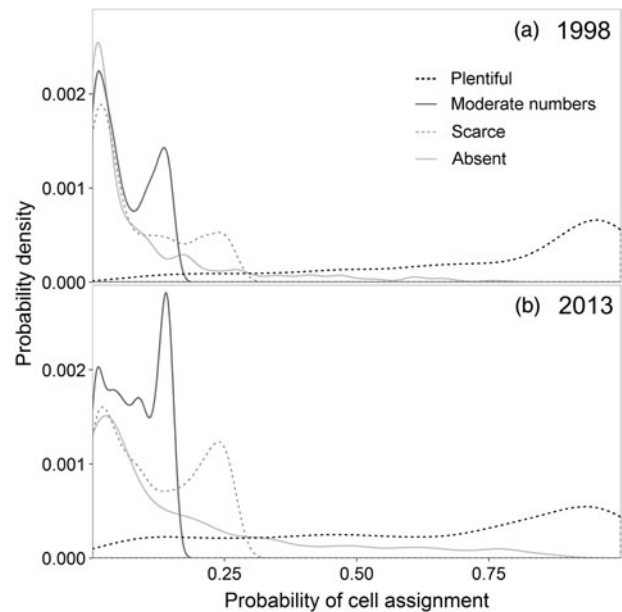 (a) 1998
Plentiful
Moderate numbers
Scarce
Absent
0.002
0.001
0.000
(b) 2013
0.002
0.001
0.000
Probability density
0.25 0.50 0.75
Probability of cell assignment